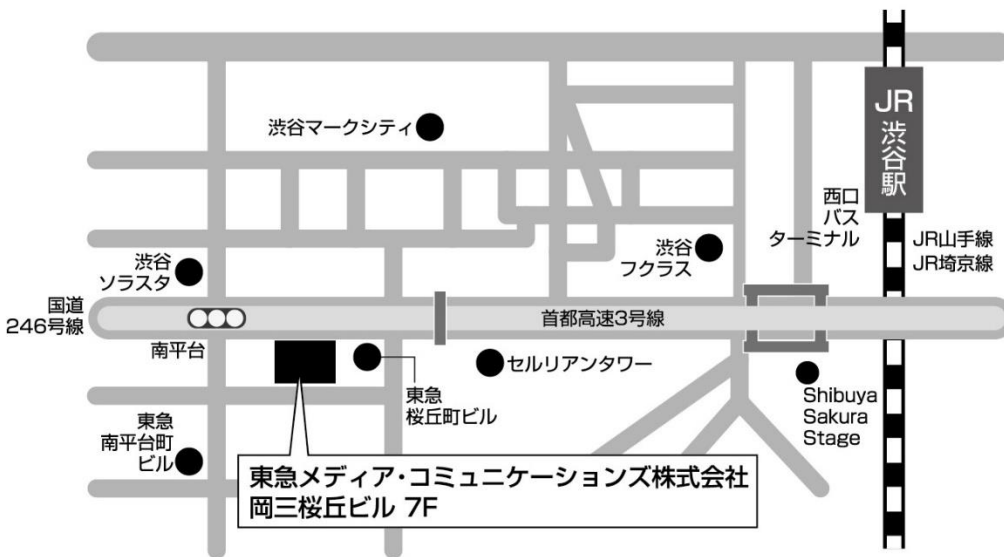 JR
渋谷駅
渋谷マークシティ
西口
バス
ターミナル
JR山手線
JR埼京線
渋谷
フクラス
渋谷
ソラスタ
国道
246号線
首都高速3号線
南平台
セルリアンタワー
東急
桜丘町ビル
Shibuya
Sakura
Stage
東急
南平台町
ビル
東急メディア・コミュニケーションズ株式会社
岡三桜丘ビル 7F